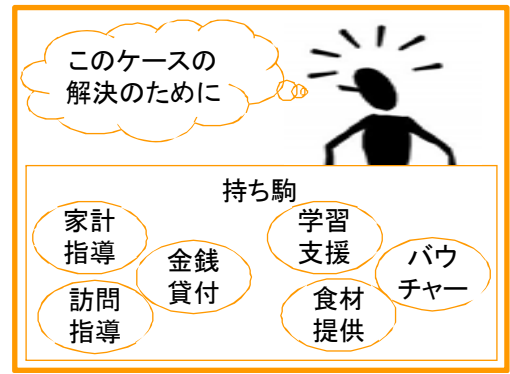 このケースの
解決のために
持ち駒
家計
指導
金銭
貸付
訪問
指導
学習
支援
バウ
チャー
食材
提供